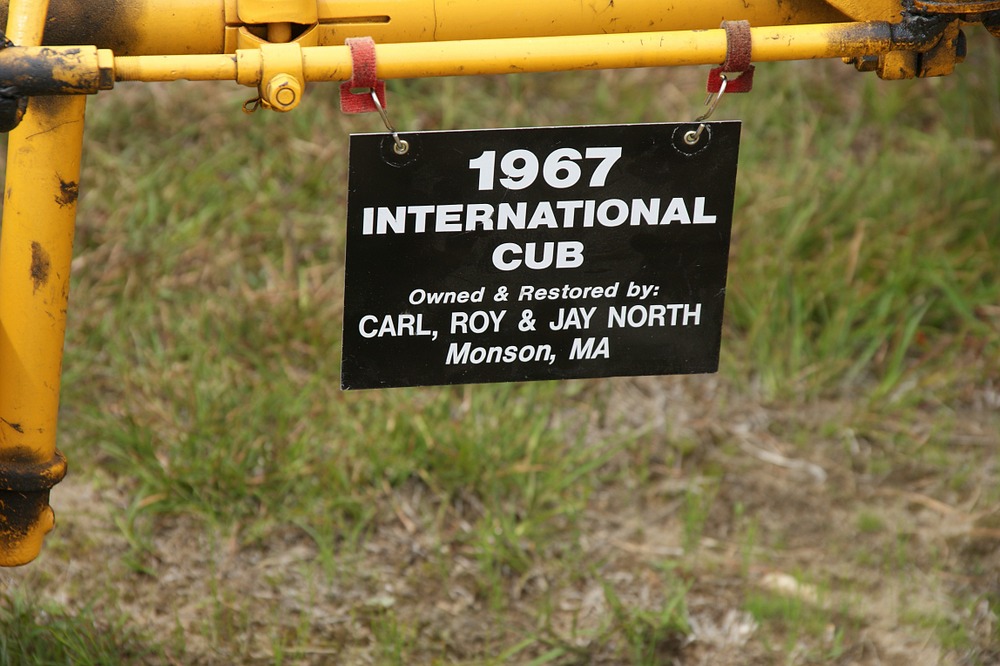 1967
INTERNATIONAL
CUB
Owned & Restored by:
CARL, ROY & JAY NORTH
Monson, MA